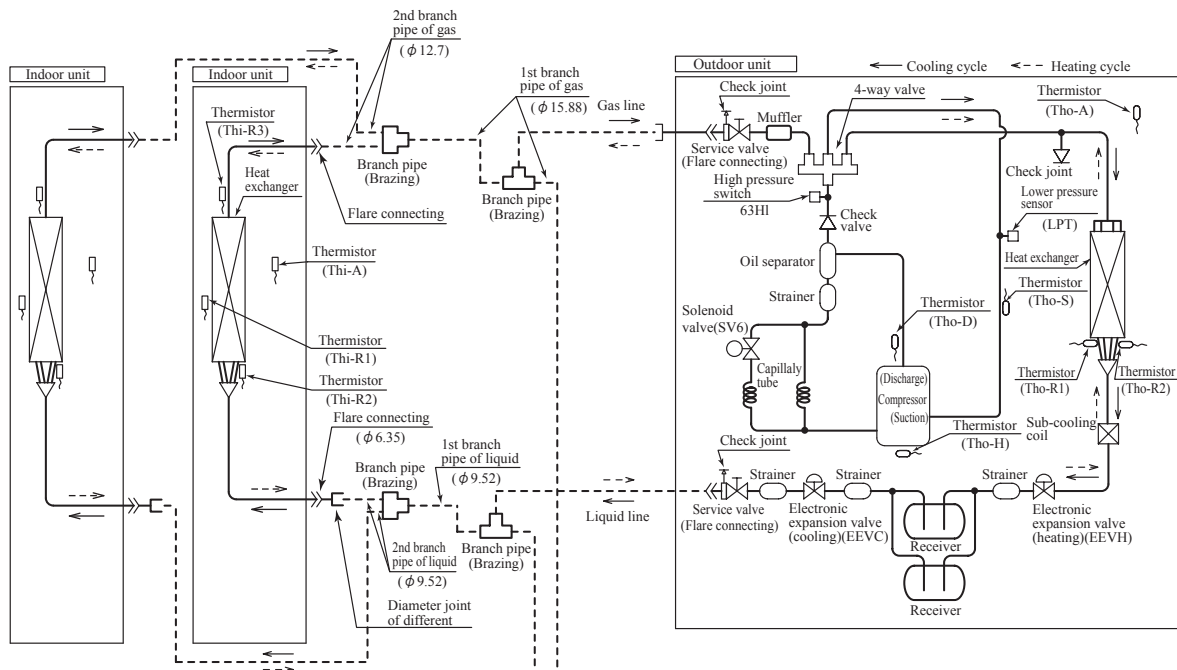 2nd branch
pipe of gas
(ϕ12.7)
1st branch
pipe of gas
(ϕ15.88)
Indoor unit
Indoor unit
Outdoor unit
Cooling cycle
Heating cycle
Check joint
4-way valve
Thermistor
(Tho-A)
Gas line
Muffler
Thermistor
(Thi-R3)
Service valve
(Flare connecting)
Branch pipe
(Brazing)
Heat
exchanger
Check joint
High pressure
switch
63Hl
Branch pipe
(Brazing)
Lower pressure
sensor
(LPT)
Flare connecting
Check
valve
Thermistor
(Thi-A)
Oil separator
Heat exchanger
Strainer
Thermistor
(Tho-S)
Thermistor
(Tho-D)
Solenoid
valve(SV6)
Thermistor
(Thi-R1)
Capillaly
tube
Thermistor
(Tho-R1)
Thermistor
(Tho-R2)
(Discharge)
Compressor
(Suction)
Thermistor
(Thi-R2)
Flare connecting
(ϕ6.35)
1st branch
pipe of liquid
(ϕ9.52)
Check joint
Thermistor
(Tho-H)
Sub-cooling
coil
Branch pipe
(Brazing)
Strainer
Strainer
Strainer
Liquid line
Service valve
(Flare connecting)
Electronic
expansion valve
(cooling)(EEVC)
Receiver
Electronic
expansion valve
(heating)(EEVH)
2nd branch
pipe of liquid
(ϕ9.52)
Branch pipe
(Brazing)
Diameter joint
of different
Receiver